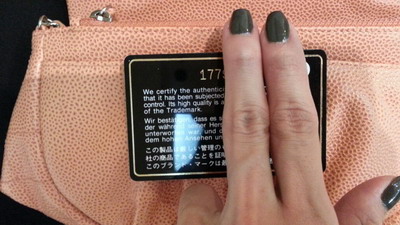 177
We certify the authentic
that it has been subjected
control. Its high quality is a
of the Trademark.
Wir bestä dass es s
der während seiner Her
unterworfen war und d
dem hohen Ansehen un
この製品は厳しい管理の
社の商品であることを証
このブランド・マークは